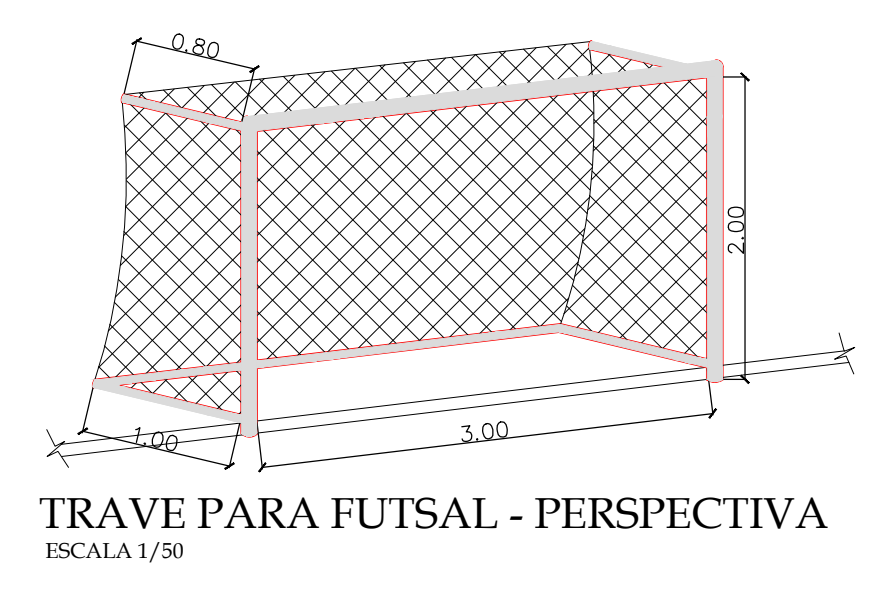 0.80
2.00
1.00
3.00
TRAVE PARA FUTSAL - PERSPECTIVA
ESCALA 1/50